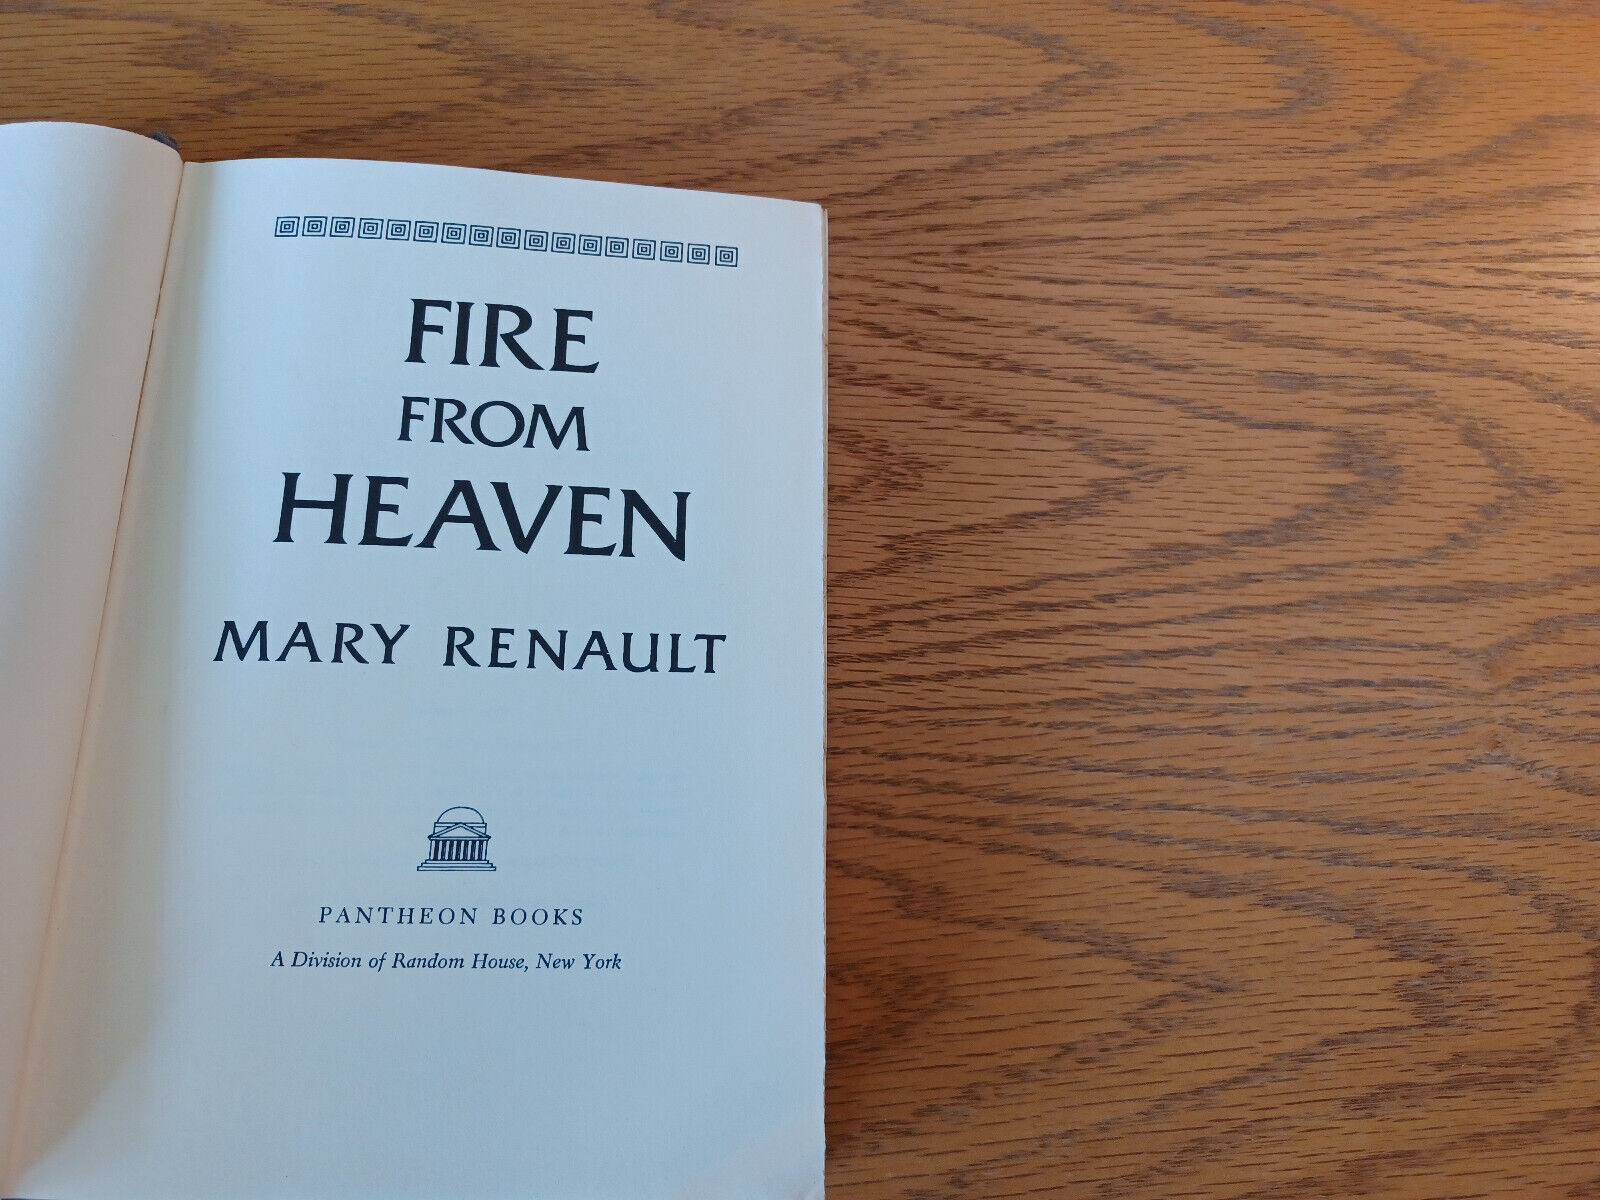 FIRE
FROM
HEAVEN
MARY RENAULT
PANTHEON BOOKS
A Division of Random House, New York